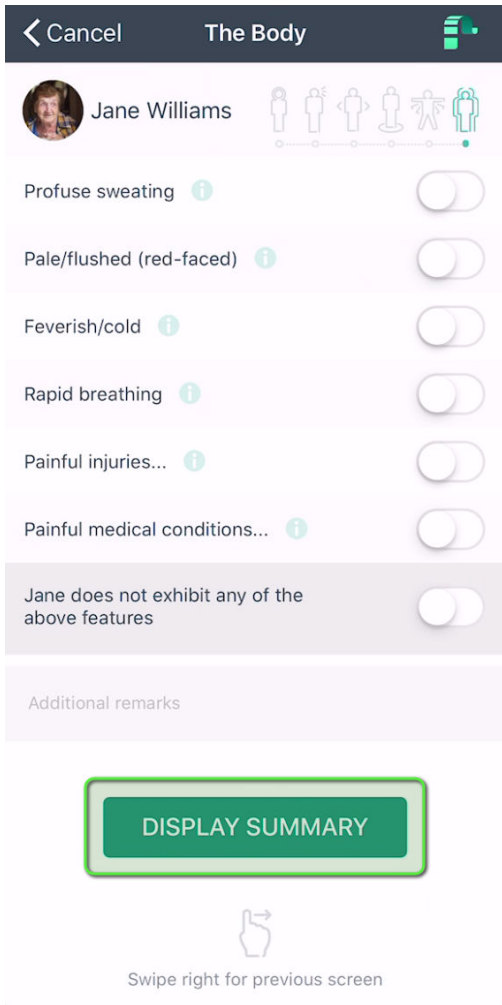 Cancel The Body
Jane Williams
Profuse sweating
Pale/flushed (red-faced)
Feverish/cold
Rapid breathing
Painful injuries...
Painful medical conditions...
Jane does not exhibit any of the
above features
Additional remarks
DISPLAY SUMMARY
Swipe right for previous screen